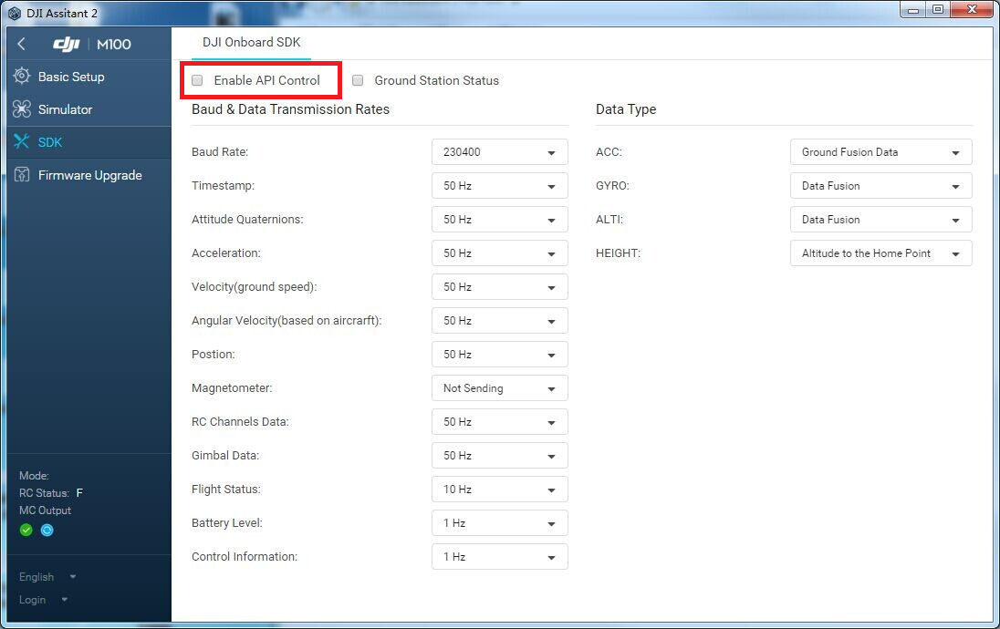 DJI Assitant 2
dji M100
Basic Setup
Simulator
SDK
Firmware Upgrade
Mode:
RC Status: F
MC Output
English
Login
DJI Onboard SDK
Enable API Control Ground Station Status
Baud & Data Transmission Rates
Baud Rate: 230400
Timestamp: 50 Hz
Attitude Quaternions: 50 Hz
Acceleration: 50 Hz
Velocity(ground speed): 50 Hz
Angular Velocity(based on aircrarft): 50 Hz
Postion: 50 Hz
Magnetometer: Not Sending
RC Channels Data: 50 Hz
Gimbal Data: 50 Hz
Flight Status: 10 Hz
Battery Level: 1 Hz
Control Information: 1 Hz
Data Type
ACC: Ground Fusion Data
GYRO: Data Fusion
ALTI: Data Fusion
HEIGHT: Altitude to the Home Point